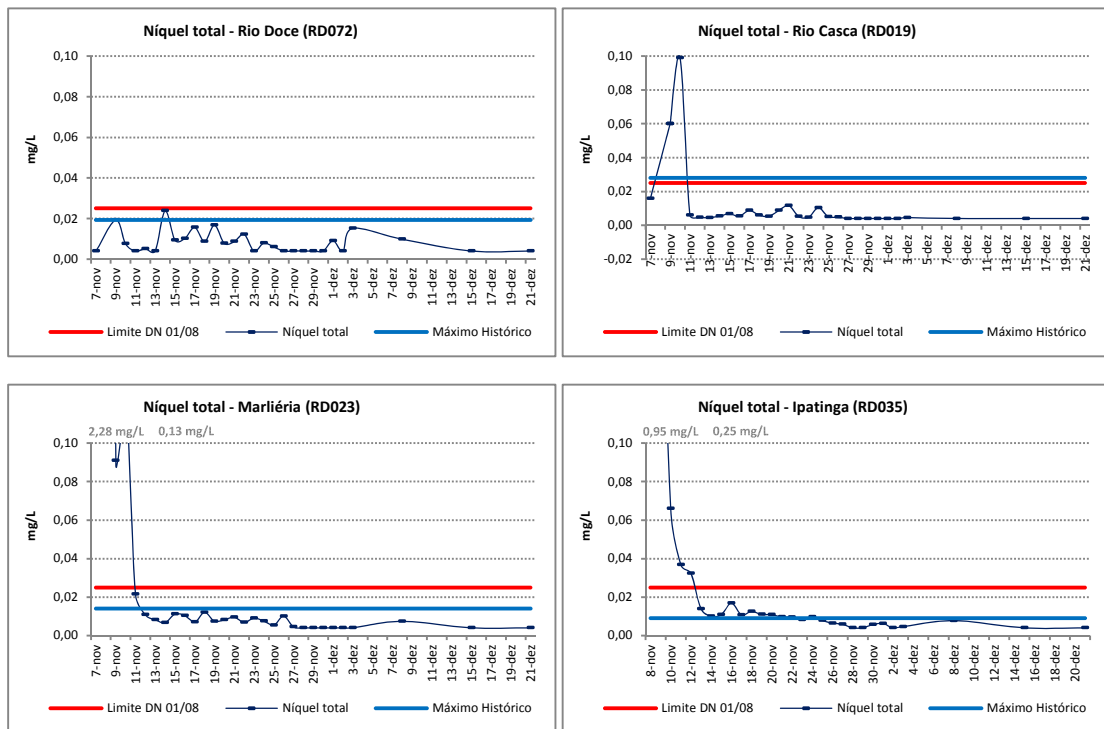 Níquel total - Rio Doce (RD072)
0,10
0,08
0,06
0,04
0,02
0,00
mg/L
7-nov
9-nov
11-nov
13-nov
15-nov
17-nov
19-nov
21-nov
23-nov
25-nov
27-nov
29-nov
1-dez
3-dez
5-dez
7-dez
9-dez
11-dez
13-dez
15-dez
17-dez
19-dez
21-dez
Limite DN 01/08 Níquel total Máximo Histórico
Níquel total - Rio Casca (RD019)
0,10
0,08
0,06
0,04
0,02
0,00
-0,02
mg/L
7-nov
9-nov
11-nov
13-nov
15-nov
17-nov
19-nov
21-nov
23-nov
25-nov
27-nov
29-nov
1-dez
3-dez
5-dez
7-dez
9-dez
11-dez
13-dez
15-dez
17-dez
19-dez
21-dez
Limite DN 01/08 Níquel total Máximo Histórico
Níquel total - Marliéria (RD023)
2,28 mg/L 0,13 mg/L
0,10
0,08
0,06
0,04
0,02
0,00
mg/L
7-nov
9-nov
11-nov
13-nov
15-nov
17-nov
19-nov
21-nov
23-nov
25-nov
27-nov
29-nov
1-dez
3-dez
5-dez
7-dez
9-dez
11-dez
13-dez
15-dez
17-dez
19-dez
21-dez
Limite DN 01/08 Níquel total Máximo Histórico
Níquel total - Ipatinga (RD035)
0,95 mg/L 0,25 mg/L
0,10
0,08
0,06
0,04
0,02
0,00
mg/L
8-nov
10-nov
12-nov
14-nov
16-nov
18-nov
20-nov
22-nov
24-nov
26-nov
28-nov
30-nov
2-dez
4-dez
6-dez
8-dez
10-dez
12-dez
14-dez
16-dez
18-dez
20-dez
Limite DN 01/08 Níquel total Máximo Histórico